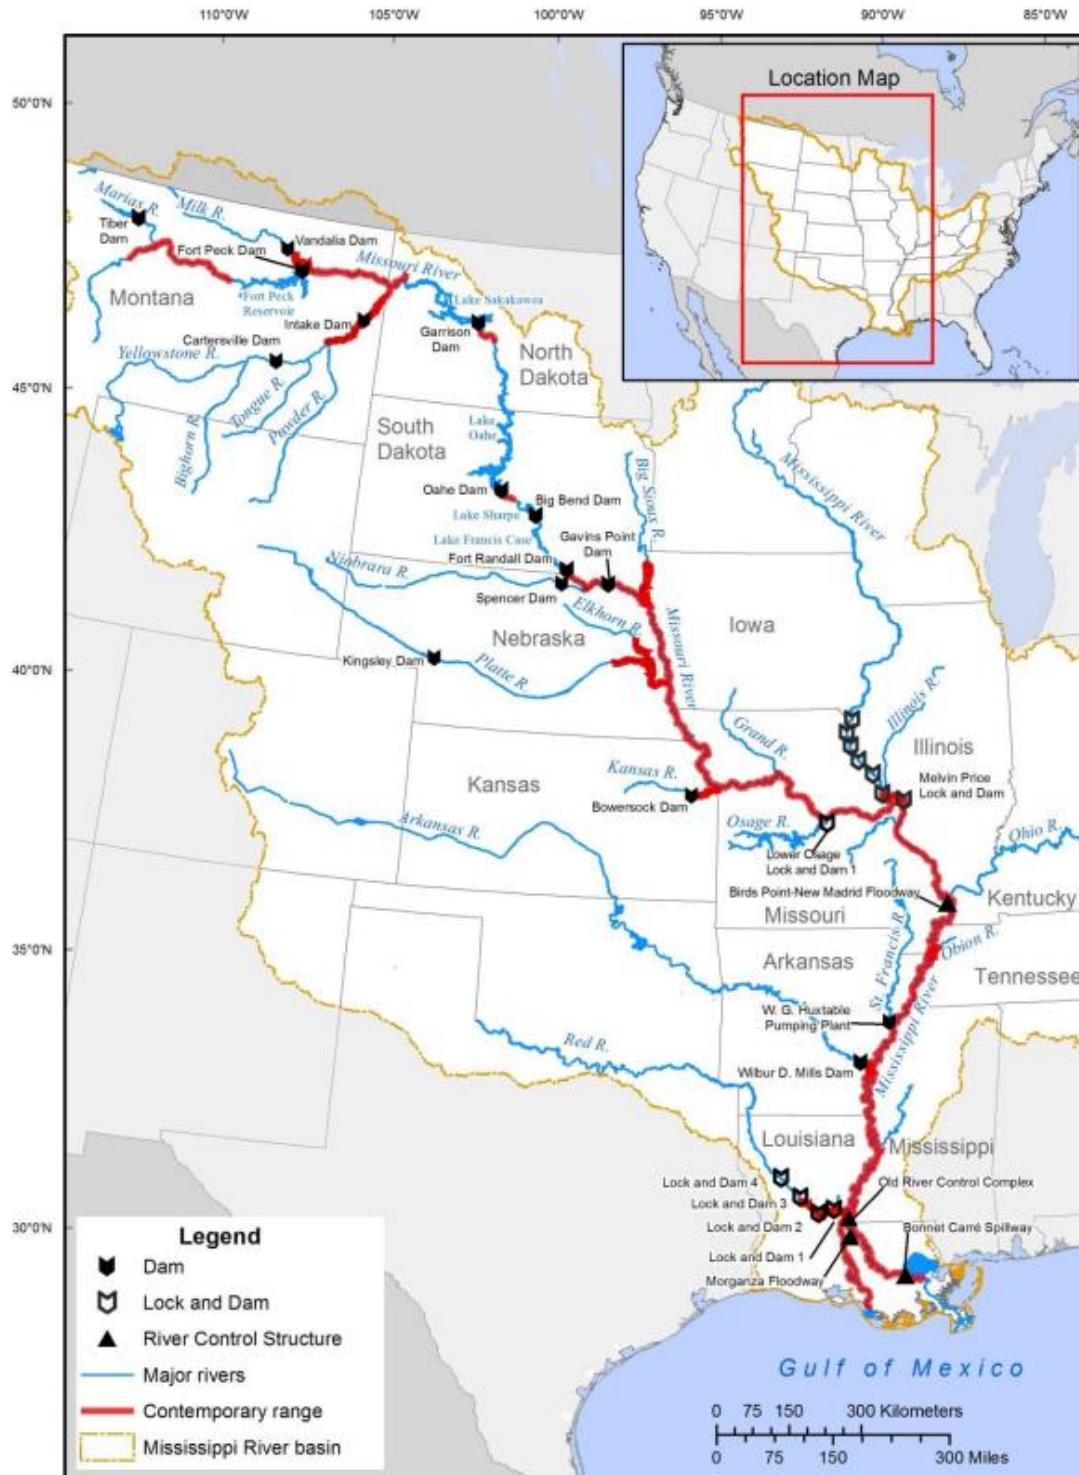 110°0'W 105°0'W 100°0'W 95°0'W 90°0'W 85°0'W
50°0'N
45°0'N
40°0'N
35°0'N
30°0'N
Location Map
Marias R.
Milk R.
Tiber
Dam
Vandalia Dam
Fort Peck Dam
Missouri River
Montana
Fort Peck
Reservoir
Lake Sakakawea
Intake Dam
Garrison
Dam
Cartersville Dam
Yellowstone R.
North
Dakota
Tongue R.
Powder R.
Bighorn R.
South
Dakota
Lake
Oahe
Oahe Dam
Big Bend Dam
Lake Sharpe
Gavins Point
Dam
Lake Francis Case
Fort Randall Dam
Big Sioux R.
Mississippi River
Niobrara R.
Spencer Dam
Elkhorn R.
Nebraska
Iowa
Missouri River
Kingsley Dam
Platte R.
Illinois R.
Grand R.
Illinois
Kansas
Kansas R.
Melvin Price
Lock and Dam
Bowersock Dam
Arkansas R.
Osage R.
Lower Osage
Lock and Dam 1
Ohio R.
Birds Point-New Madrid Floodway
Kentucky
Missouri
St. Francis R.
Obion R.
Arkansas
Tennessee
W. G. Huxtable
Pumping Plant
Mississippi River
Red R.
Wilbur D. Mills Dam
Louisiana
Mississippi
Lock and Dam 4
Old River Control Complex
Lock and Dam 3
Lock and Dam 2
Bonnet Carré Spillway
Lock and Dam 1
Morganza Floodway
Legend
Dam
Lock and Dam
River Control Structure
Major rivers
Contemporary range
Mississippi River basin
Gulf of Mexico
0 75 150 300 Kilometers
0 75 150 300 Miles